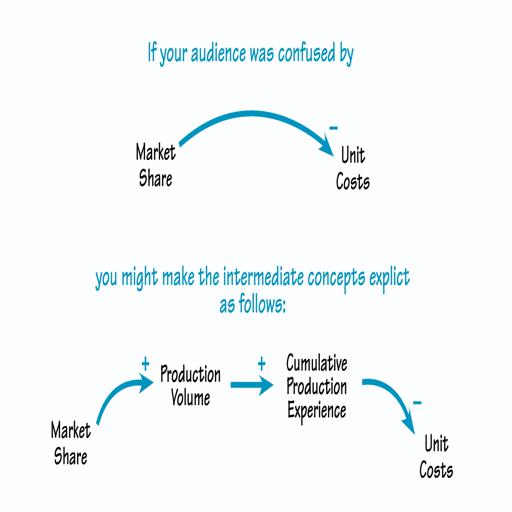 If your audience was confused by
–
Market
Share
Unit
Costs
you might make the intermediate concepts explict
as follows:
+
Production
Volume
+
Cumulative
Production
Experience
–
Market
Share
Unit
Costs